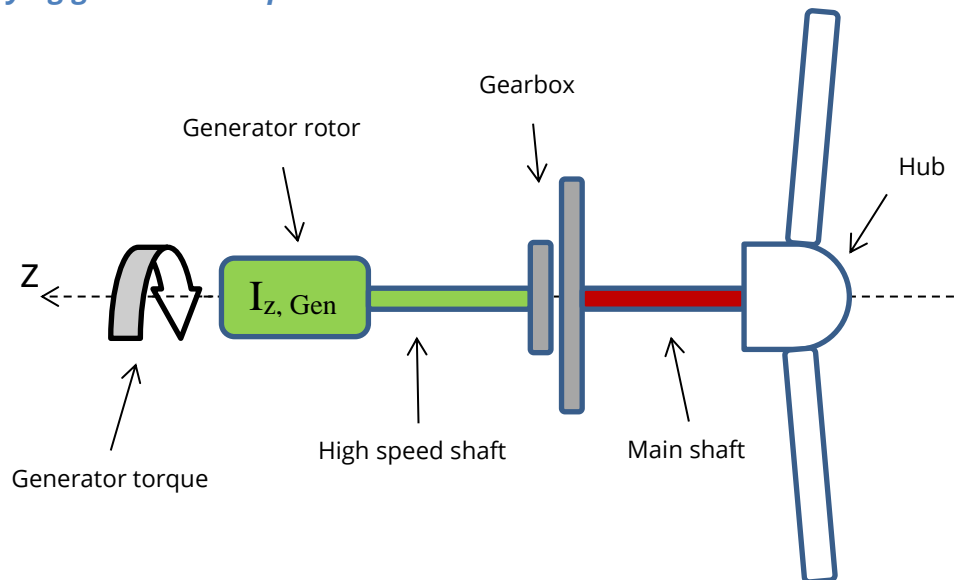 Gearbox
Generator rotor
Hub
Z
I_z, Gen
High speed shaft
Main shaft
Generator torque